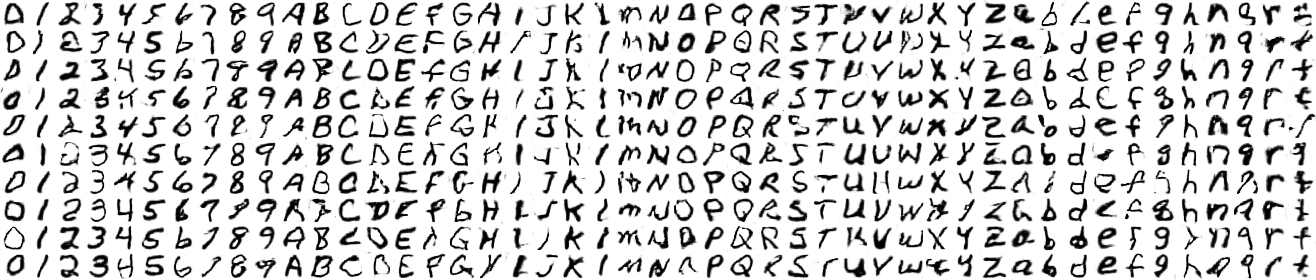 0 1 2 3 4 5 6 7 8 9 A B C D E f G H I J K l m N O P Q R S T U V w X Y Z a b d e f g h n q r t
0 1 2 3 4 5 6 7 8 9 A B C D E F G H I J K l m N O P Q R S T U U W X Y Z a b d e f g h n q r t
0 1 2 3 4 5 6 7 8 9 A B C D E f G H I J K l m N O P Q R S T U V W X Y Z a b d e f g h n q r t
0 1 2 3 4 5 6 7 8 9 A B C D E F G H I J K l m N O P Q R S T U V W X Y Z a b d e f g h n q r t
0 1 2 3 4 5 6 7 8 9 A B C D E F G H I J K l m N O P Q R S T U V W X Y Z a b d e f g h n q r t
0 1 2 3 4 5 6 7 8 9 A B C D E F G H I J K l m N O P Q R S T U V W X Y Z a b d e f g h n q r q
0 1 2 3 4 5 6 7 8 9 A B C D E F G H I J K l m N O P Q R S T U H W X Y Z a b d e f g h n q r t
0 1 2 3 4 5 6 7 8 9 A B C D E F G H L J K l m N O P Q R S T U V W X Y Z a b d e f g h n q r t
0 1 2 3 4 5 6 7 8 9 A B C D E F G H L J K l m N O P Q R S T U V W X Y Z a b d e f g h n q r t
0 1 2 3 4 5 6 7 8 9 A B C D E F G Y L J K l m N O P Q R S T U V w X Y Z a b d e f g h n q r t